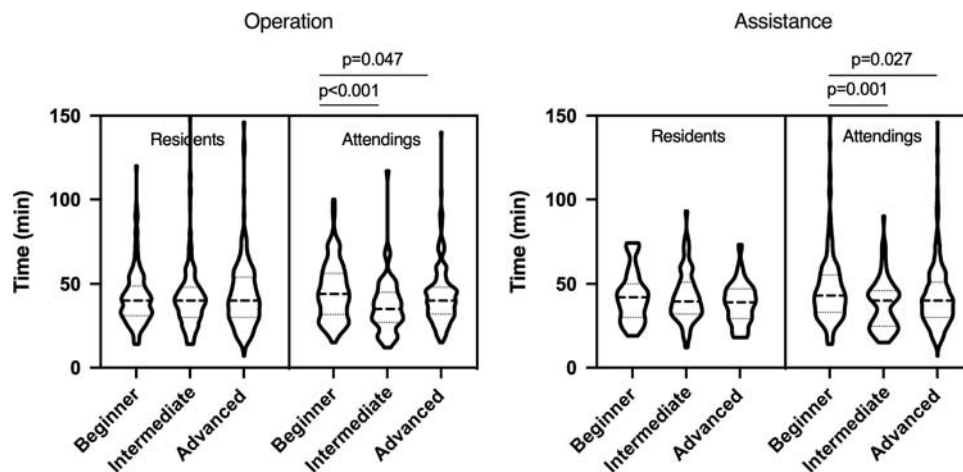 Operation
p=0.047
p<0.001
150
100
50
0
Time (min)
Residents
Attendings
Beginner
Intermediate
Advanced
Beginner
Intermediate
Advanced
Assistance
p=0.027
p=0.001
150
100
50
0
Time (min)
Residents
Attendings
Beginner
Intermediate
Advanced
Beginner
Intermediate
Advanced